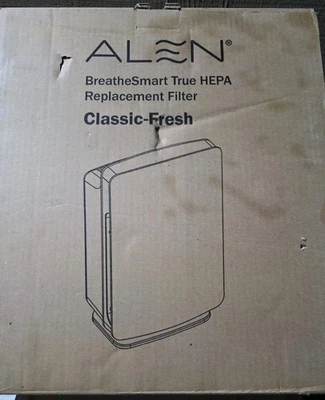 ALEN®
BreatheSmart True HEPA
Replacement Filter
Classic-Fresh